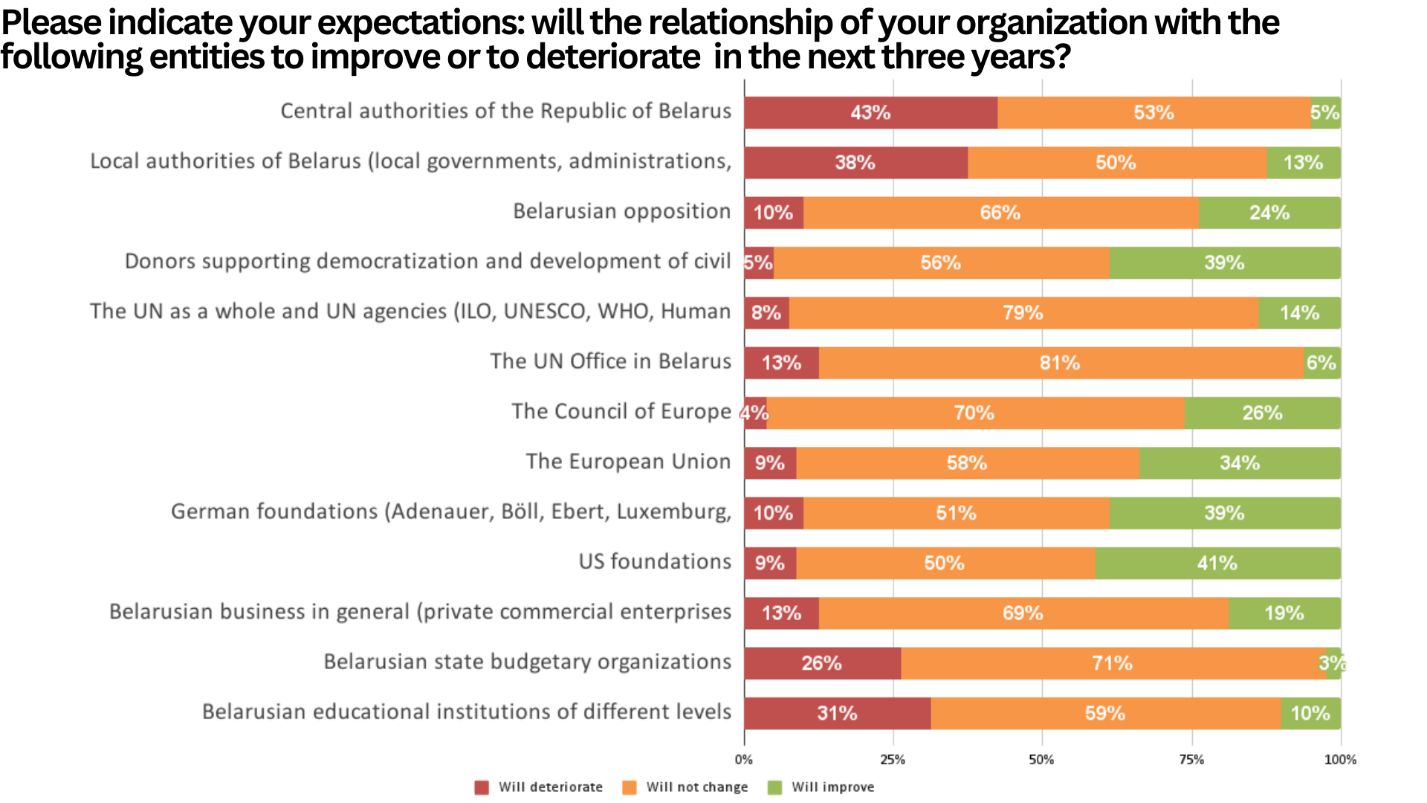 Please indicate your expectations: will the relationship of your organization with the
following entities to improve or to deteriorate in the next three years?
Central authorities of the Republic of Belarus 43% 53% 5%
Local authorities of Belarus (local governments, administrations, 38% 50% 13%
Belarusian opposition 10% 66% 24%
Donors supporting democratization and development of civil 5% 56% 39%
The UN as a whole and UN agencies (ILO, UNESCO, WHO, Human 8% 79% 14%
The UN Office in Belarus 13% 81% 6%
The Council of Europe 4% 70% 26%
The European Union 9% 58% 34%
German foundations (Adenauer, Böll, Ebert, Luxemburg, 10% 51% 39%
US foundations 9% 50% 41%
Belarusian business in general (private commercial enterprises 13% 69% 19%
Belarusian state budgetary organizations 26% 71% 3%
Belarusian educational institutions of different levels 31% 59% 10%
0% 25% 50% 75% 100%
Will deteriorate Will not change Will improve